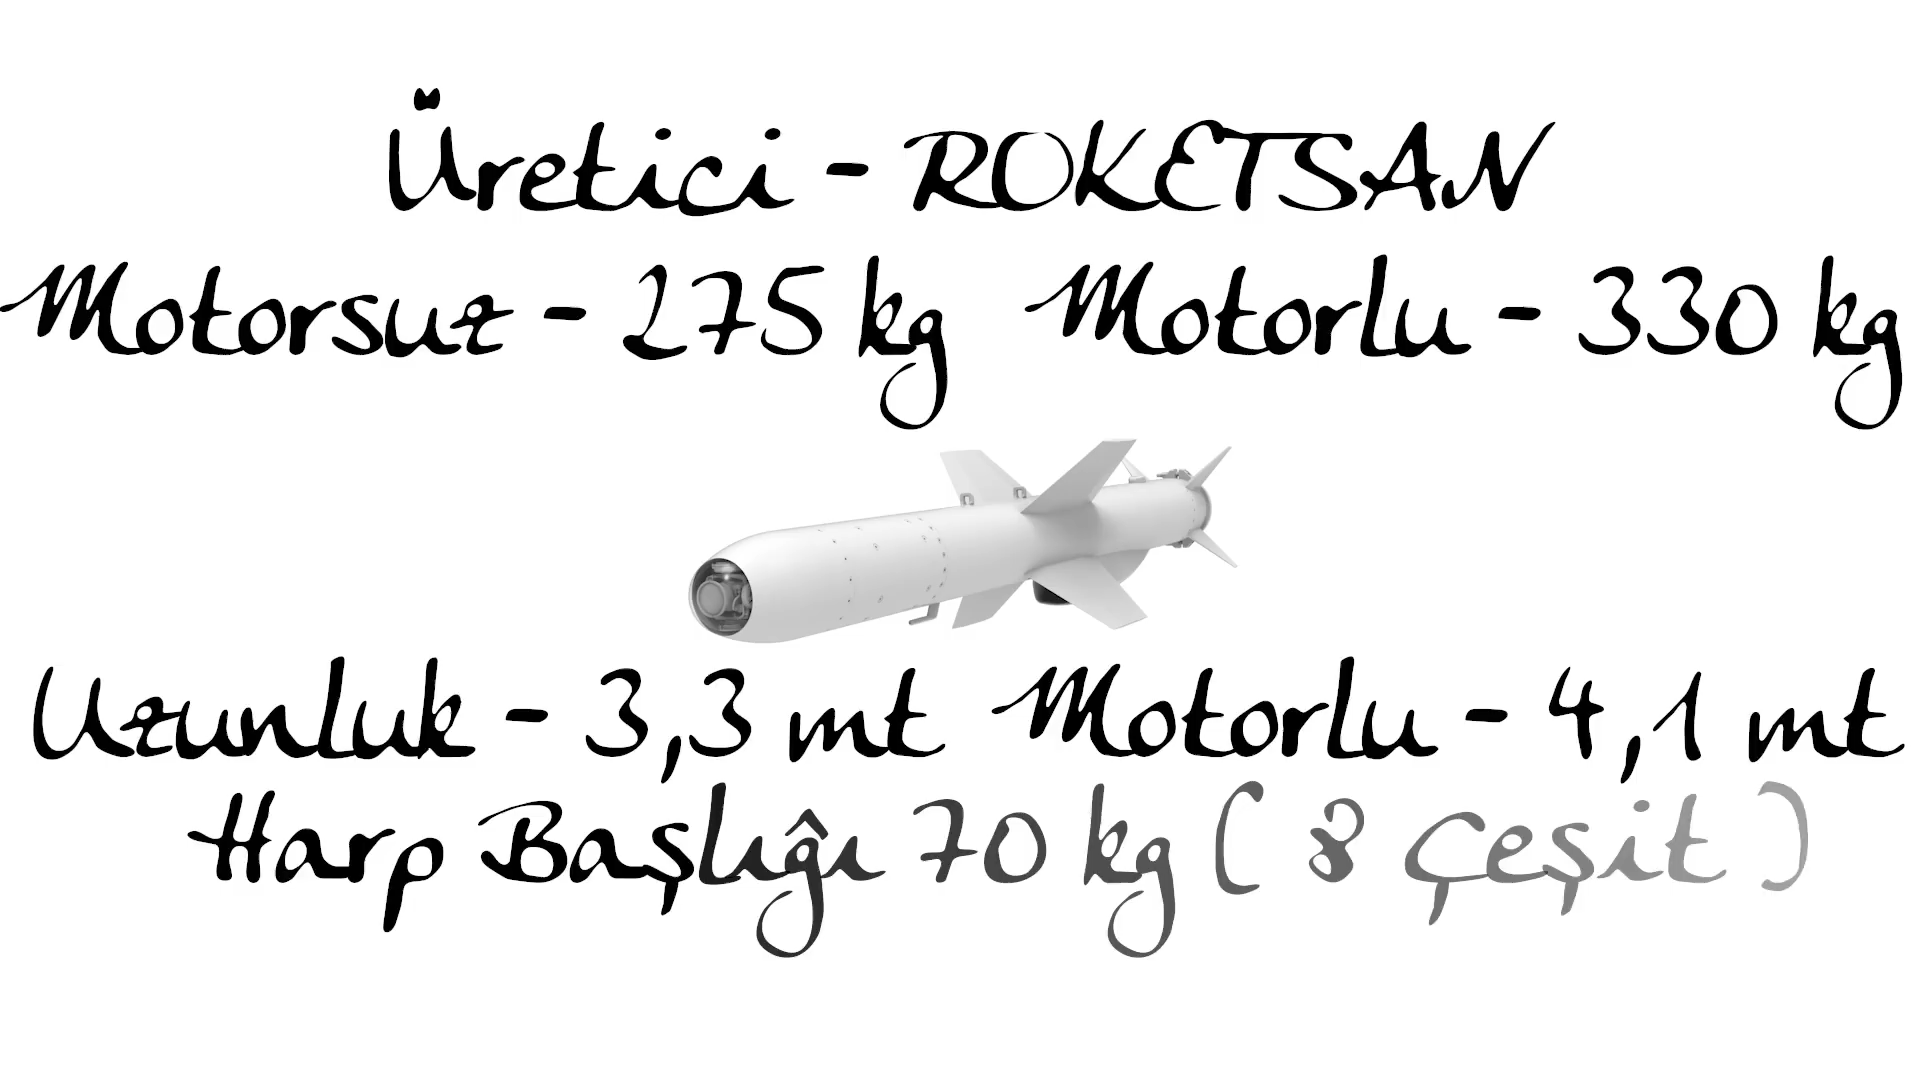 Üretici - ROKETSAN
Motorsuz - 275 kg Motorlu - 330 kg
Uzunluk - 3,3 mt Motorlu - 4,1 mt
Harp Başlığı 70 kg ( 8 Çeşit )